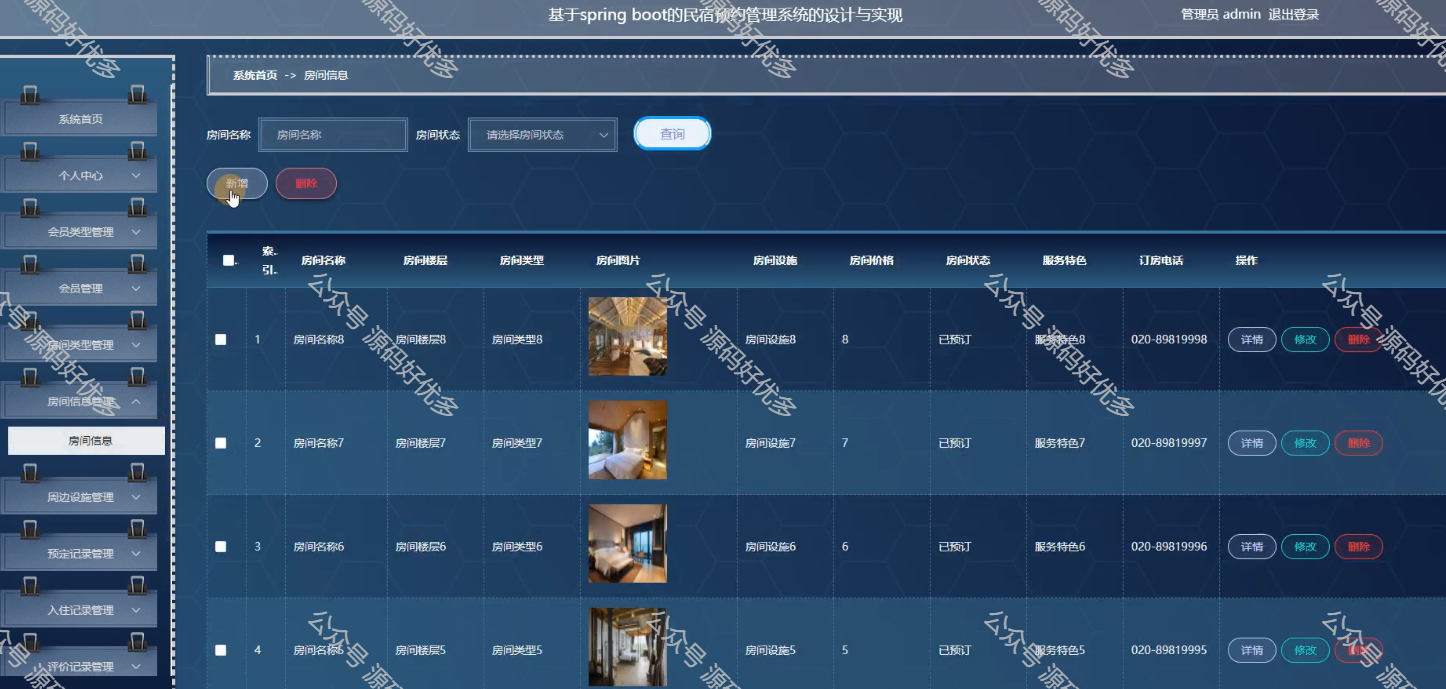 基于spring boot的民宿预约管理系统的设计与实现
管理员 admin 退出登录
系统首页
个人中心
会员类型管理
会员管理
房间类型管理
房间信息管理
房间信息
周边设施管理
预定记录管理
入住记录管理
评价记录管理
系统首页 -> 房间信息
房间名称 房间名称 房间状态 请选择房间状态 查询
新增 删除
索.. 引.. 房间名称 房间楼层 房间类型 房间图片 房间设施 房间价格 房间状态 服务特色 订房电话 操作
1 房间名称8 房间楼层8 房间类型8 房间设施8 8 已预订 服务特色8 020-89819998 详情 修改 删除
2 房间名称7 房间楼层7 房间类型7 房间设施7 7 已预订 服务特色7 020-89819997 详情 修改 删除
3 房间名称6 房间楼层6 房间类型6 房间设施6 6 已预订 服务特色6 020-89819996 详情 修改 删除
4 房间名称5 房间楼层5 房间类型5 房间设施5 5 已预订 服务特色5 020-89819995 详情 修改 删除
公众号 源码好优多